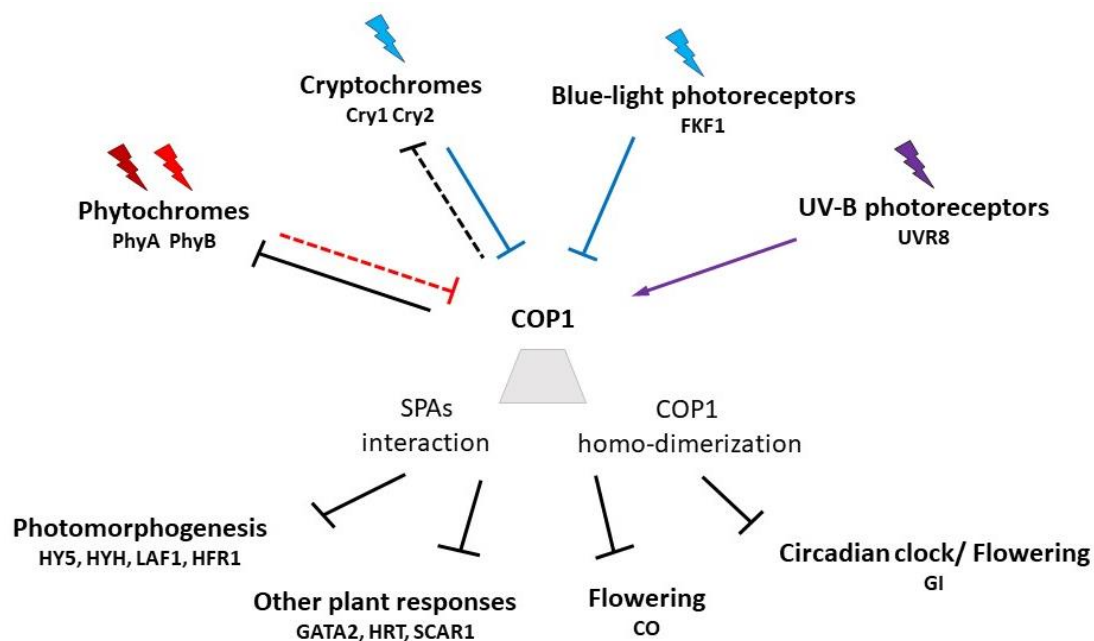 Cryptochromes
Cry1 Cry2
Blue-light photoreceptors
FKF1
Phytochromes
PhyA PhyB
UV-B photoreceptors
UVR8
COP1
SPAs
interaction
COP1
homo-dimerization
Photomorphogenesis
HY5, HYH, LAF1, HFR1
Other plant responses
GATA2, HRT, SCAR1
Flowering
CO
Circadian clock/ Flowering
GI